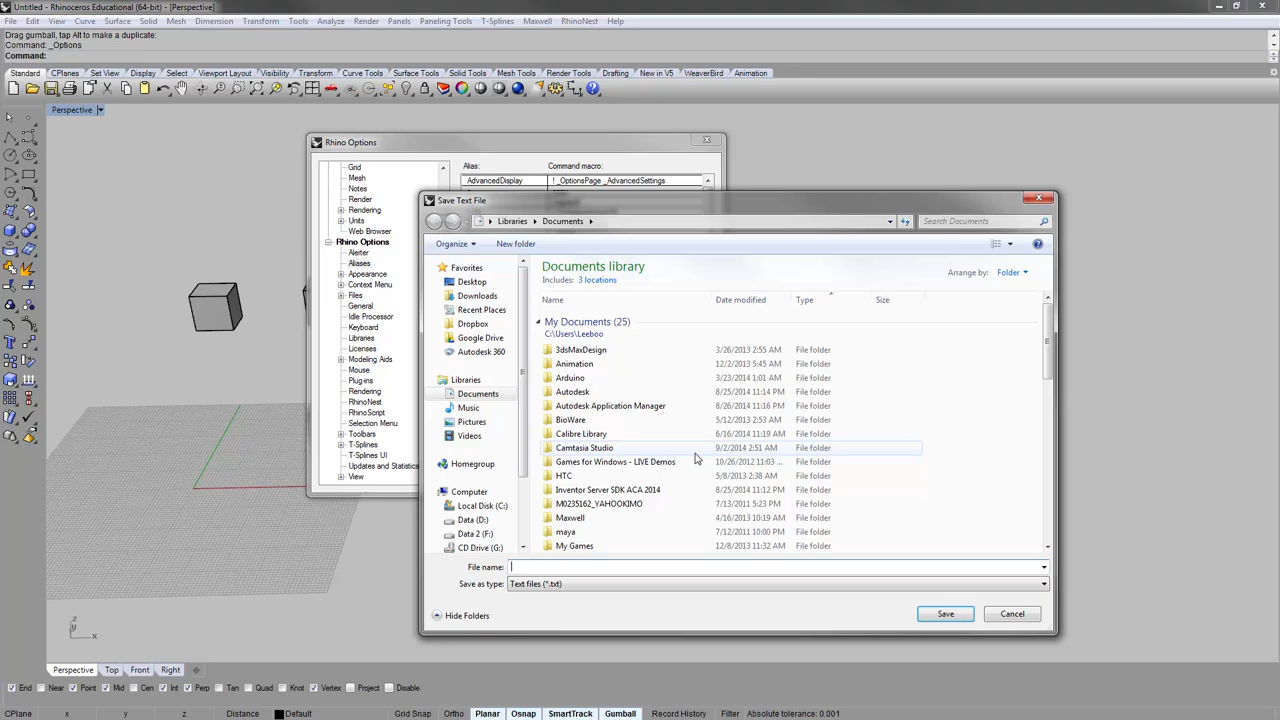 Untitled - Rhinoceros Educational (64-bit) - [Perspective]
File Edit View Curve Surface Solid Mesh Dimension Transform Tools Analyze Render Panels Paneling Tools T-Splines Maxwell RhinoNest Help
Drag gumball, tap Alt to make a duplicate:
Command: _Options
Command:
Standard CPlanes Set View Display Select Viewport Layout Visibility Transform Curve Tools Surface Tools Solid Tools Mesh Tools Render Tools Drafting New in V5 WeaverBird Animation
Perspective
Rhino Options
Grid
Mesh
Notes
Render
Rendering
Units
Web Browser
Rhino Options
Alerter
Aliases
Appearance
Context Menu
Files
General
Idle Processor
Keyboard
Libraries
Licenses
Modeling Aids
Mouse
Plug-ins
Rendering
RhinoNest
RhinoScript
Selection Menu
Toolbars
T-Splines
T-Splines UI
Updates and Statistics
View
Alias: Command macro:
AdvancedDisplay ! _OptionsPage _AdvancedSettings
Save Text File
Libraries Documents
Search Documents
Organize New folder
Favorites
Desktop
Downloads
Recent Places
Dropbox
Google Drive
Autodesk 360
Libraries
Documents
Music
Pictures
Videos
Homegroup
Computer
Local Disk (C:)
Data (D:)
Data 2 (F:)
CD Drive (G:)
Documents library
Includes: 3 locations
Arrange by: Folder
Name Date modified Type Size
My Documents (25)
C:\Users\Leeboo
3dsMaxDesign 3/26/2013 2:55 AM File folder
Animation 12/2/2013 5:45 AM File folder
Arduino 3/23/2014 1:01 AM File folder
Autodesk 8/25/2014 11:14 PM File folder
Autodesk Application Manager 8/26/2014 11:16 PM File folder
BioWare 5/12/2013 2:53 AM File folder
Calibre Library 6/16/2014 11:19 AM File folder
Camtasia Studio 9/2/2014 2:51 AM File folder
Games for Windows - LIVE Demos 10/26/2012 11:03 ... File folder
HTC 5/8/2013 2:38 AM File folder
Inventor Server SDK ACA 2014 8/25/2014 11:12 PM File folder
M0235162_YAHOOKIMO 7/13/2011 5:23 PM File folder
Maxwell 4/16/2013 10:19 AM File folder
maya 7/12/2011 10:00 PM File folder
My Games 12/8/2013 11:32 AM File folder
File name:
Save as type: Text files (*.txt)
Hide Folders Save Cancel
z
y
x
Perspective Top Front Right
End Near Point Mid Cen Int Perp Tan Quad Knot Vertex Project Disable
CPlane x y z Distance Default Grid Snap Ortho Planar Osnap SmartTrack Gumball Record History Filter Absolute tolerance: 0.001